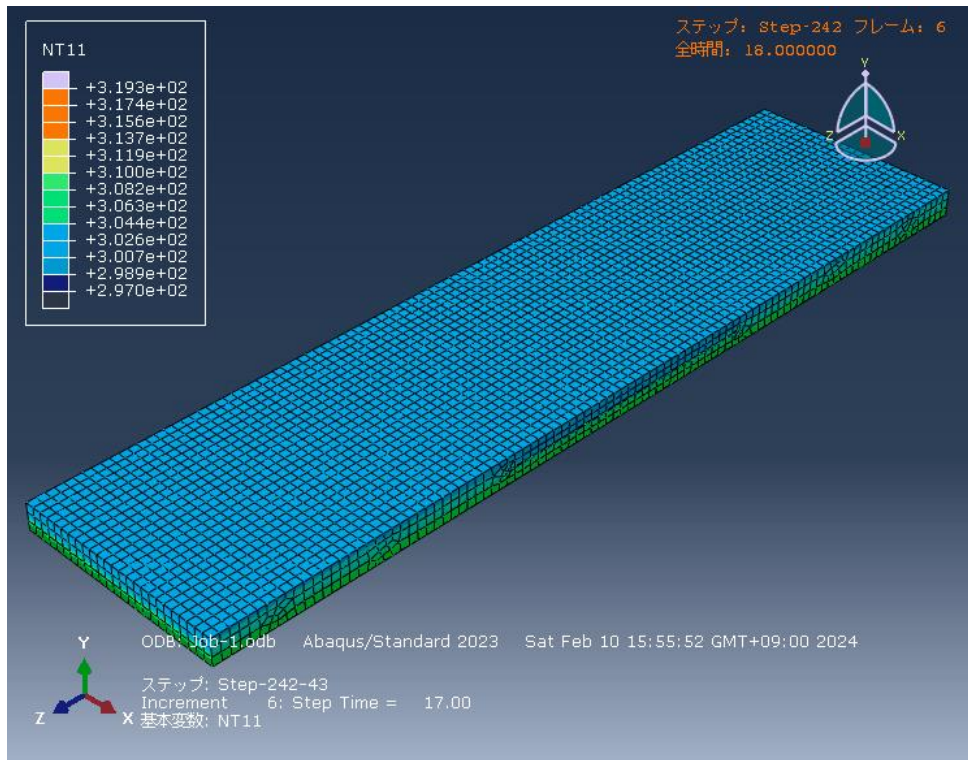 ステップ: Step-242 フレーム: 6
全時間: 18.000000
NT11
+3.193e+02
+3.174e+02
+3.156e+02
+3.137e+02
+3.119e+02
+3.100e+02
+3.082e+02
+3.063e+02
+3.044e+02
+3.026e+02
+3.007e+02
+2.989e+02
+2.970e+02
Y
Z X
ODB: Job-1.odb Abaqus/Standard 2023 Sat Feb 10 15:55:52 GMT+09:00 2024
ステップ: Step-242-43
Increment 6: Step Time = 17.00
基本変数: NT11
Y
Z X